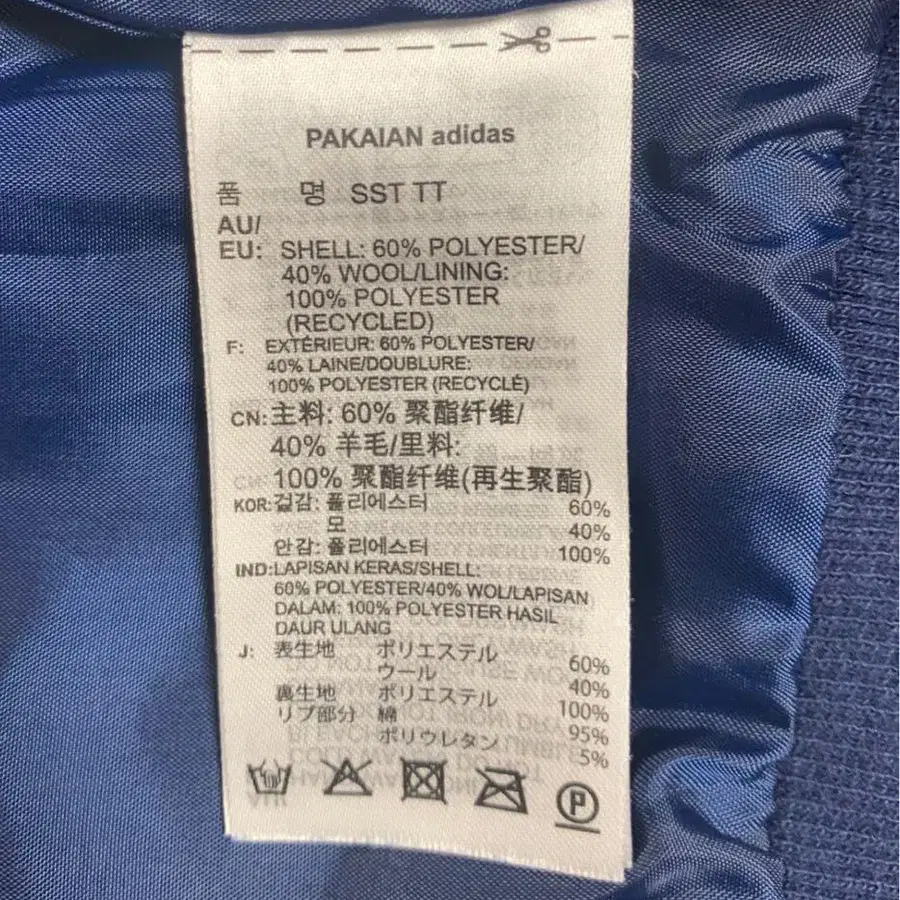 PAKAIAN adidas
품 명 SST TT
AU/
EU: SHELL: 60% POLYESTER/
40% WOOL/LINING:
100% POLYESTER
(RECYCLED)
F: EXTÉRIEUR: 60% POLYESTER/
40% LAINE/DOUBLURE:
100% POLYESTER (RECYCLÉ)
CN: 主料: 60% 聚酯纤维/
40% 羊毛/里料:
100% 聚酯纤维(再生聚酯)
KOR: 겉감: 폴리에스터 60%
모 40%
안감: 폴리에스터 100%
IND: LAPISAN KERAS/SHELL:
60% POLYESTER/40% WOL/LAPISAN
DALAM: 100% POLYESTER HASIL
DAUR ULANG
J: 表生地 ポリエステル 60%
ウール 40%
裏生地 ポリエステル 100%
リブ部分 綿 95%
ポリウレタン 5%
P